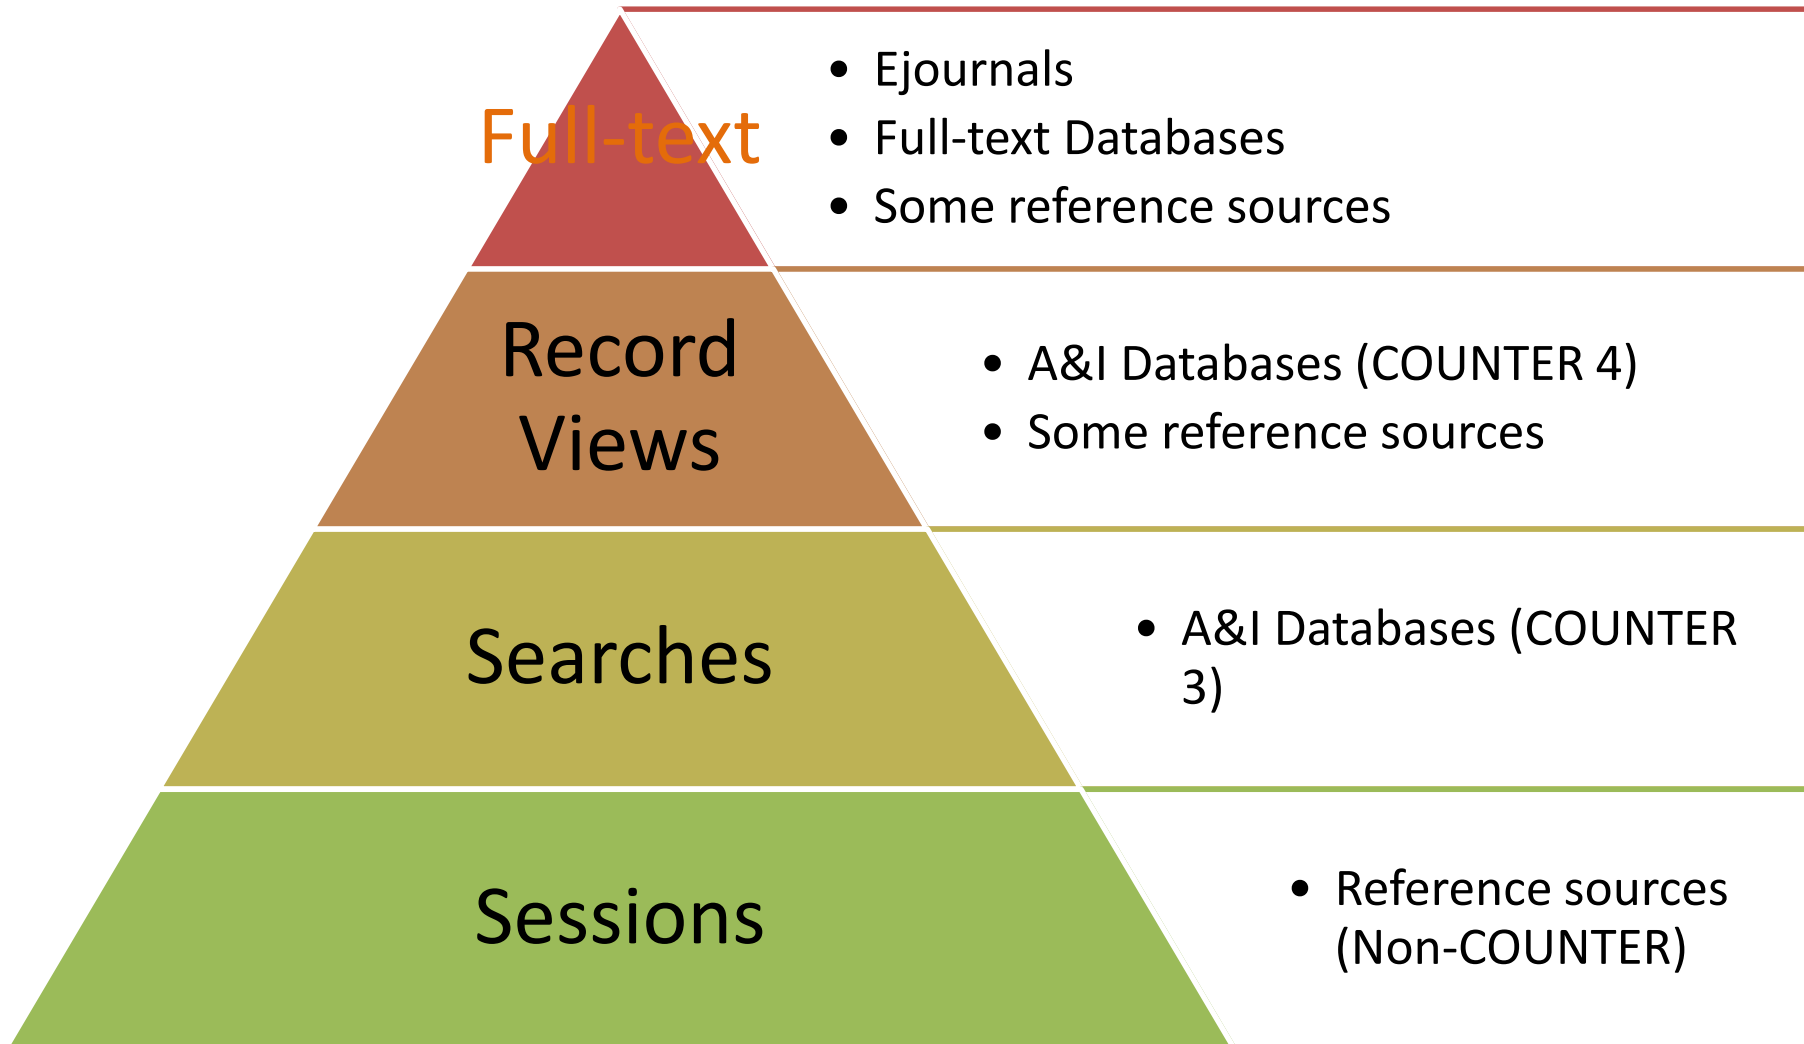 Full-text
• Ejournals
• Full-text Databases
• Some reference sources
Record
Views
• A&I Databases (COUNTER 4)
• Some reference sources
Searches
• A&I Databases (COUNTER
3)
Sessions
• Reference sources
(Non-COUNTER)